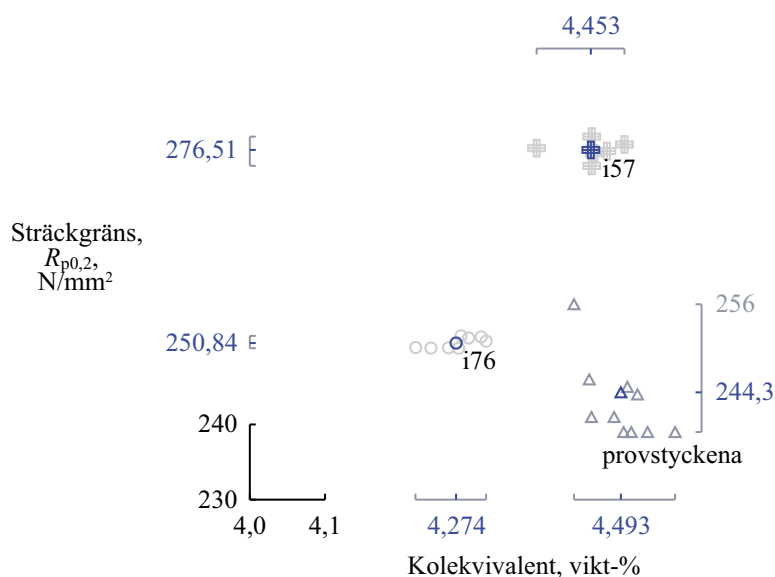 4,453
276,51
i57
Sträckgräns,
Rp0,2,
N/mm²
256
250,84
i76
244,3
240
provstyckena
230
4,0 4,1 4,274 4,493
Kolekvivalent, vikt-%